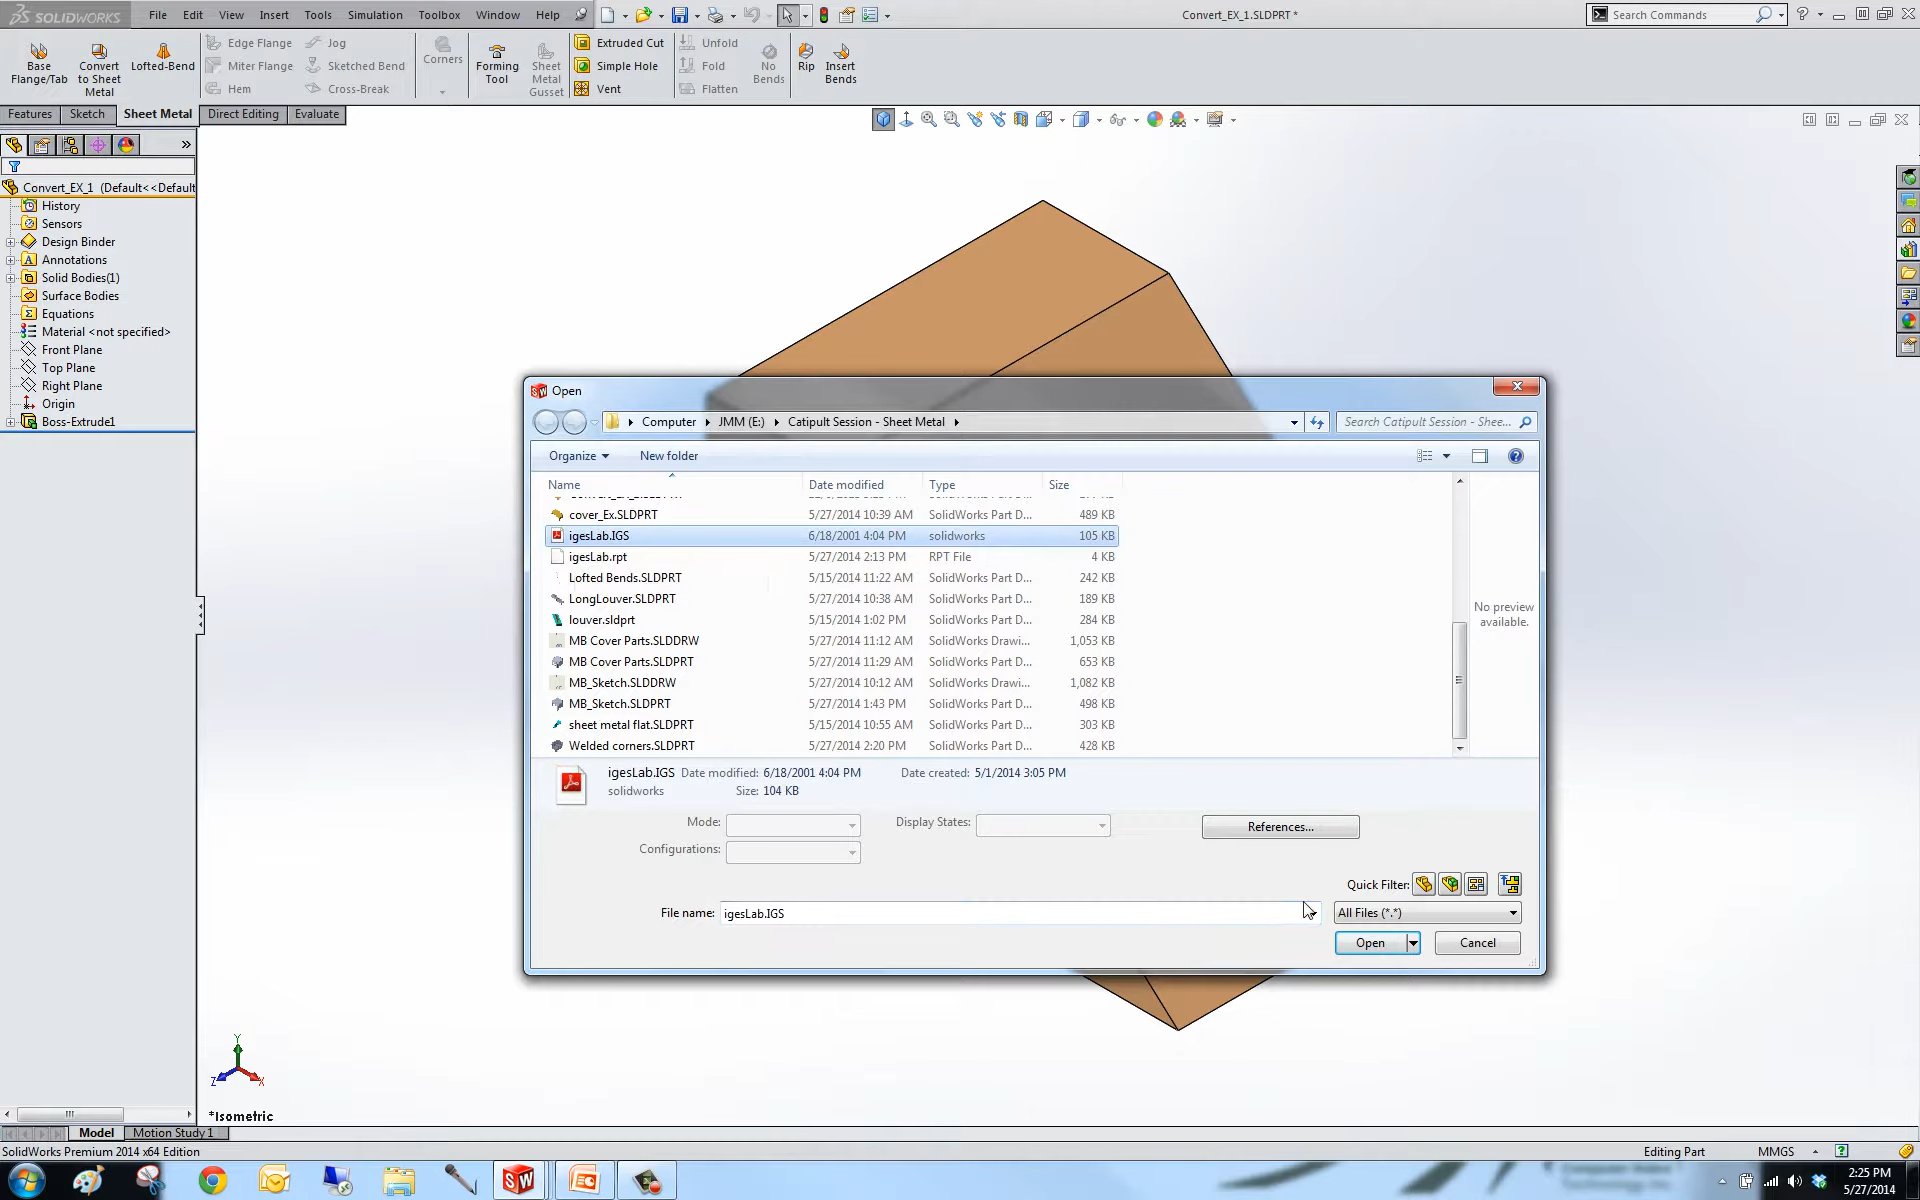 SOLIDWORKS
File Edit View Insert Tools Simulation Toolbox Window Help
Convert_EX_1.SLDPRT *
Search Commands
Base Flange/Tab
Convert to Sheet Metal
Lofted-Bend
Edge Flange
Miter Flange
Hem
Jog
Sketched Bend
Cross-Break
Corners
Forming Tool
Sheet Metal Gusset
Extruded Cut
Simple Hole
Vent
Unfold
Fold
Flatten
No Bends
Rip
Insert Bends
Features Sketch Sheet Metal Direct Editing Evaluate
Convert_EX_1 (Default<<Default
History
Sensors
Design Binder
Annotations
Solid Bodies(1)
Surface Bodies
Equations
Material <not specified>
Front Plane
Top Plane
Right Plane
Origin
Boss-Extrude1
Open
Computer JMM (E:) Catipult Session - Sheet Metal
Search Catipult Session - Shee...
Organize New folder
Name Date modified Type Size
cover_Ex.SLDPRT 5/27/2014 10:39 AM SolidWorks Part D... 489 KB
igesLab.IGS 6/18/2001 4:04 PM solidworks 105 KB
igesLab.rpt 5/27/2014 2:13 PM RPT File 4 KB
Lofted Bends.SLDPRT 5/15/2014 11:22 AM SolidWorks Part D... 242 KB
LongLouver.SLDPRT 5/27/2014 10:38 AM SolidWorks Part D... 189 KB
louver.sldprt 5/15/2014 1:02 PM SolidWorks Part D... 284 KB
MB Cover Parts.SLDDRW 5/27/2014 11:12 AM SolidWorks Drawi... 1,053 KB
MB Cover Parts.SLDPRT 5/27/2014 11:29 AM SolidWorks Part D... 653 KB
MB_Sketch.SLDDRW 5/27/2014 10:12 AM SolidWorks Drawi... 1,082 KB
MB_Sketch.SLDPRT 5/27/2014 1:43 PM SolidWorks Part D... 498 KB
sheet metal flat.SLDPRT 5/15/2014 10:55 AM SolidWorks Part D... 303 KB
Welded corners.SLDPRT 5/27/2014 2:20 PM SolidWorks Part D... 428 KB
No preview available.
igesLab.IGS Date modified: 6/18/2001 4:04 PM Date created: 5/1/2014 3:05 PM
solidworks Size: 104 KB
Mode:
Display States:
References...
Configurations:
Quick Filter:
File name: igesLab.IGS
All Files (*.*)
Open Cancel
Y
Z
X
*Isometric
Model Motion Study 1
SolidWorks Premium 2014 x64 Edition
Editing Part MMGS
2:25 PM
5/27/2014